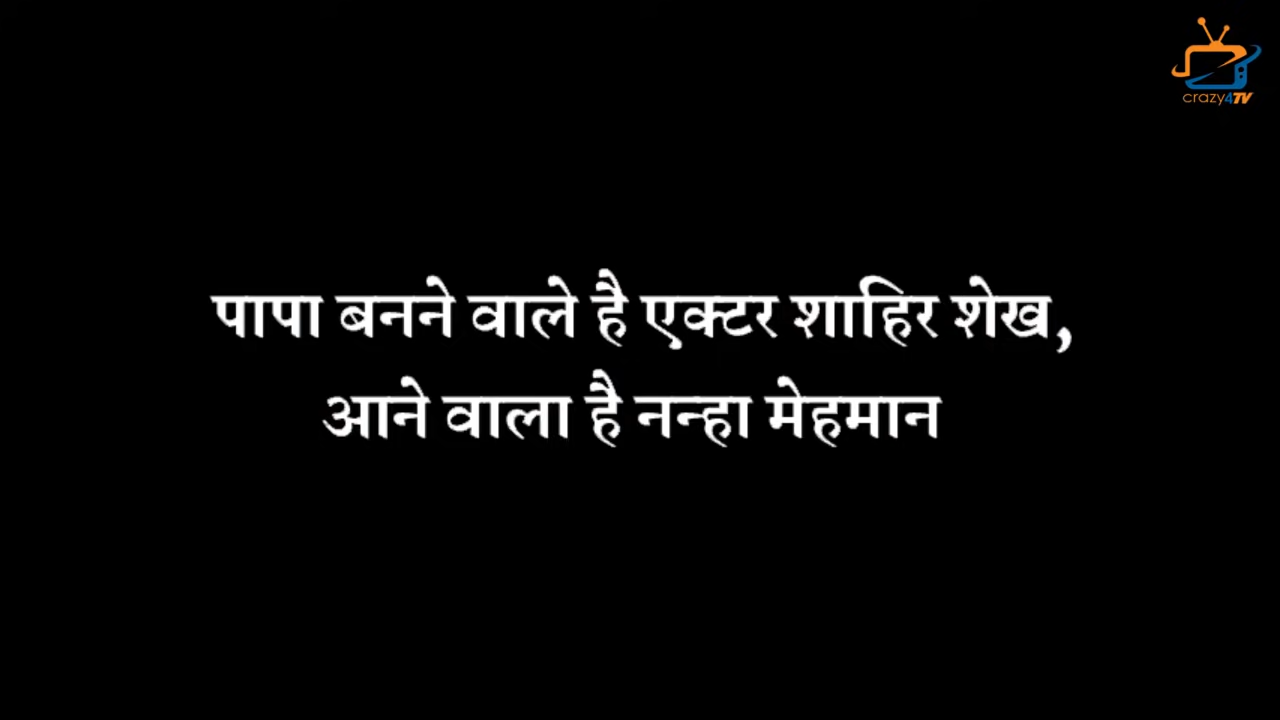 crazy4TV
पापा बनने वाले है एक्टर शाहिर शेख,
आने वाला है नन्हा मेहमान